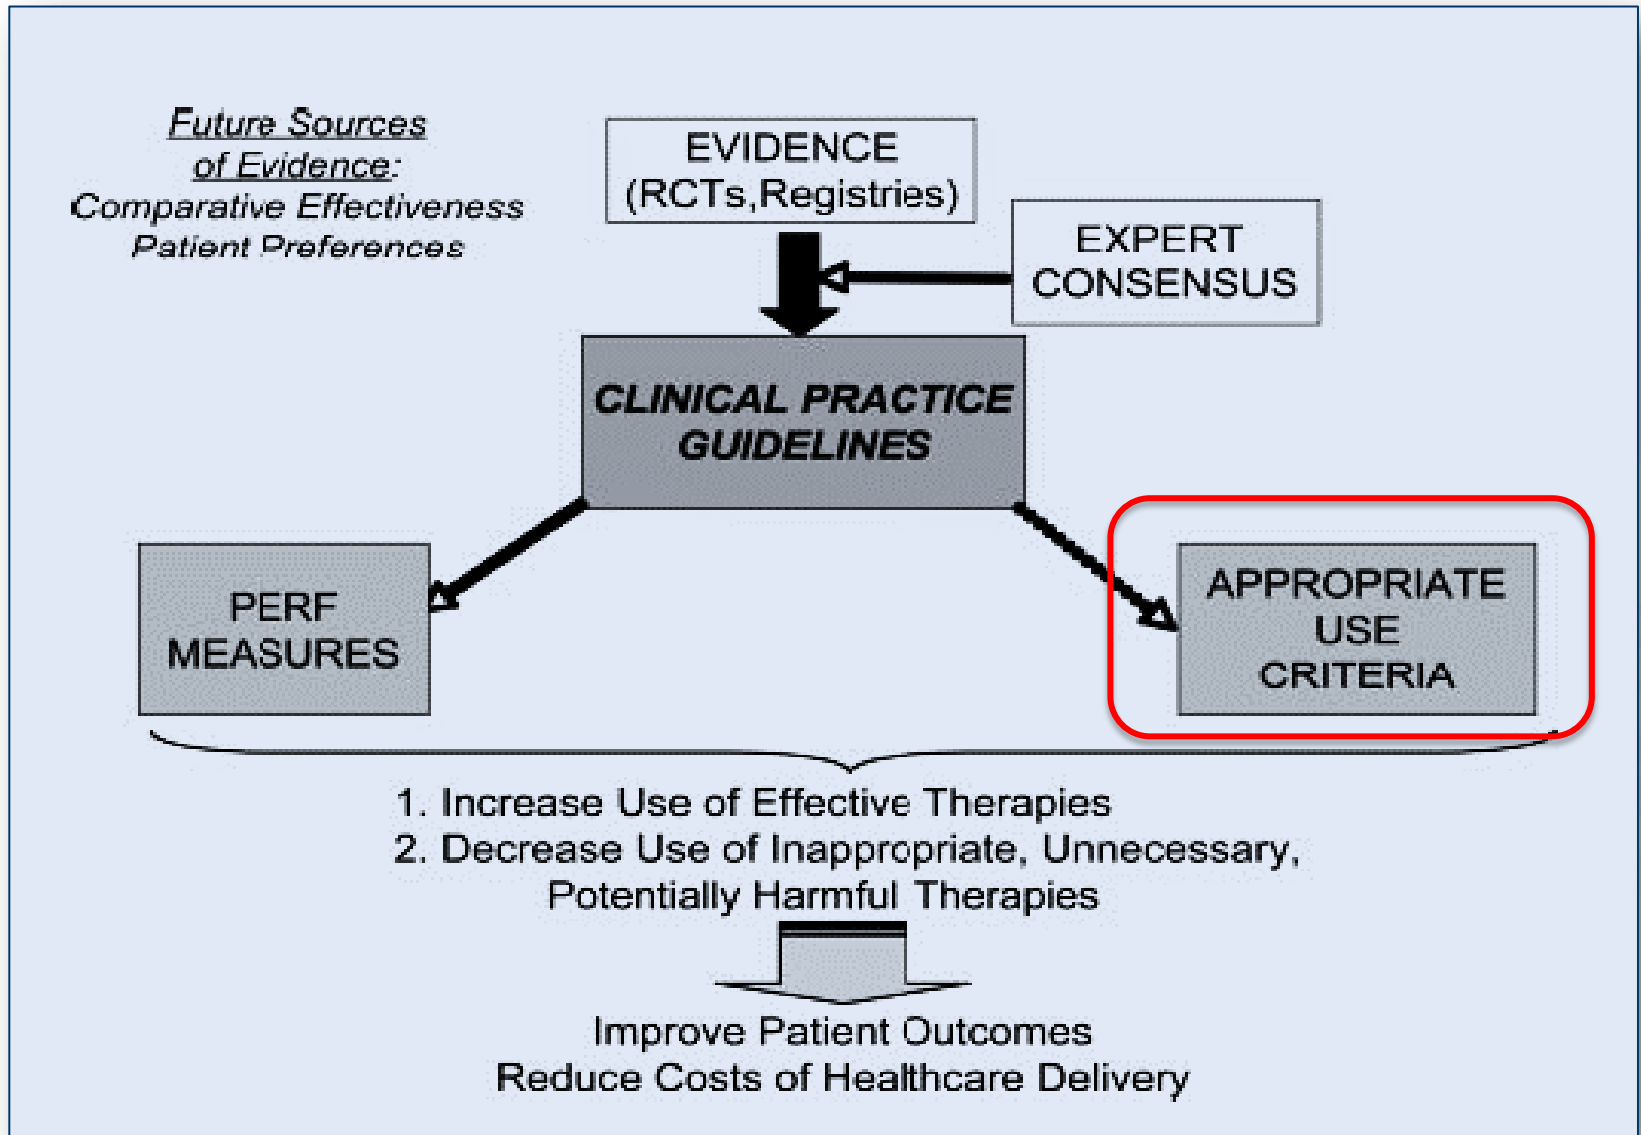 Future Sources
of Evidence:
Comparative Effectiveness
Patient Preferences
EVIDENCE
(RCTs,Registries)
EXPERT
CONSENSUS
CLINICAL PRACTICE
GUIDELINES
PERF
MEASURES
APPROPRIATE
USE
CRITERIA
1. Increase Use of Effective Therapies
2. Decrease Use of Inappropriate, Unnecessary,
Potentially Harmful Therapies
Improve Patient Outcomes
Reduce Costs of Healthcare Delivery